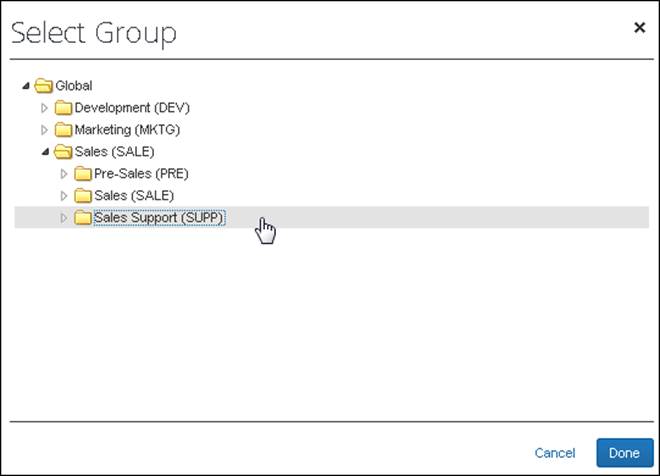 Select Group
Global
Development (DEV)
Marketing (MKTG)
Sales (SALE)
Pre-Sales (PRE)
Sales (SALE)
Sales Support (SUPP)
Cancel
Done